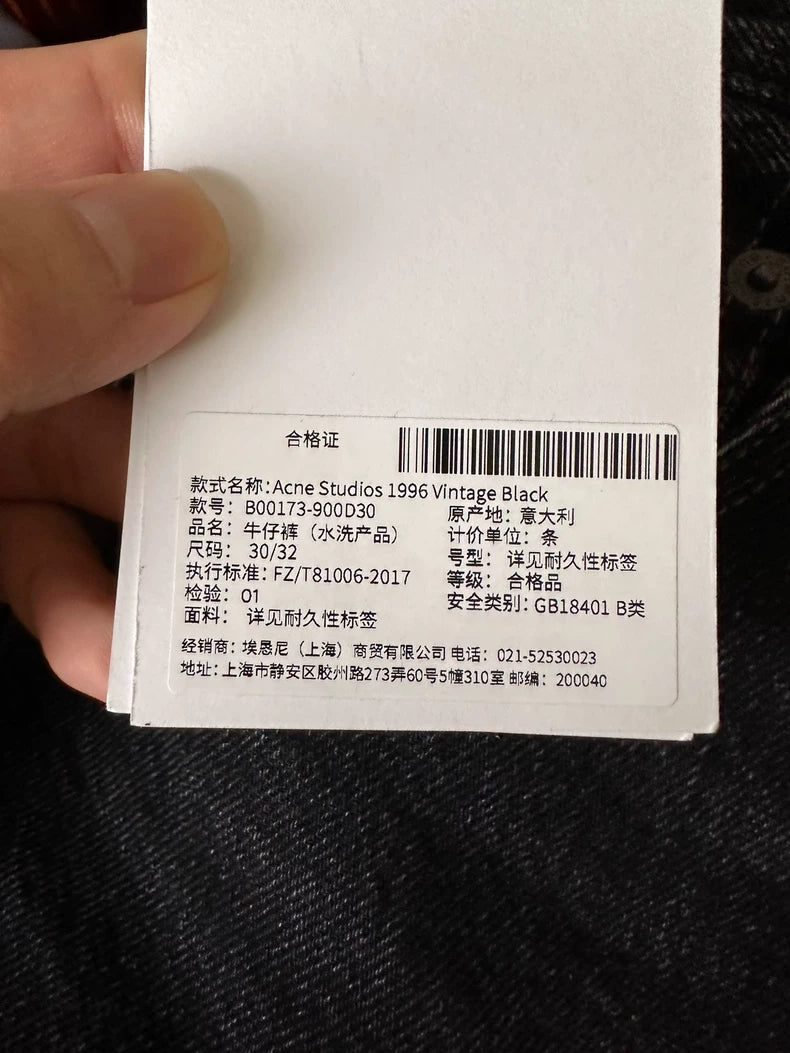 合格证
款式名称:Acne Studios 1996 Vintage Black
款号: B00173-900D30
原产地: 意大利
品名: 牛仔裤（水洗产品）
计价单位: 条
尺码: 30/32
号型: 详见耐久性标签
执行标准: FZ/T81006-2017
等级: 合格品
检验: 01
安全类别: GB18401 B类
面料: 详见耐久性标签
经销商: 埃恳尼（上海）商贸有限公司 电话: 021-52530023
地址: 上海市静安区胶州路273弄60号5幢310室 邮编: 200040